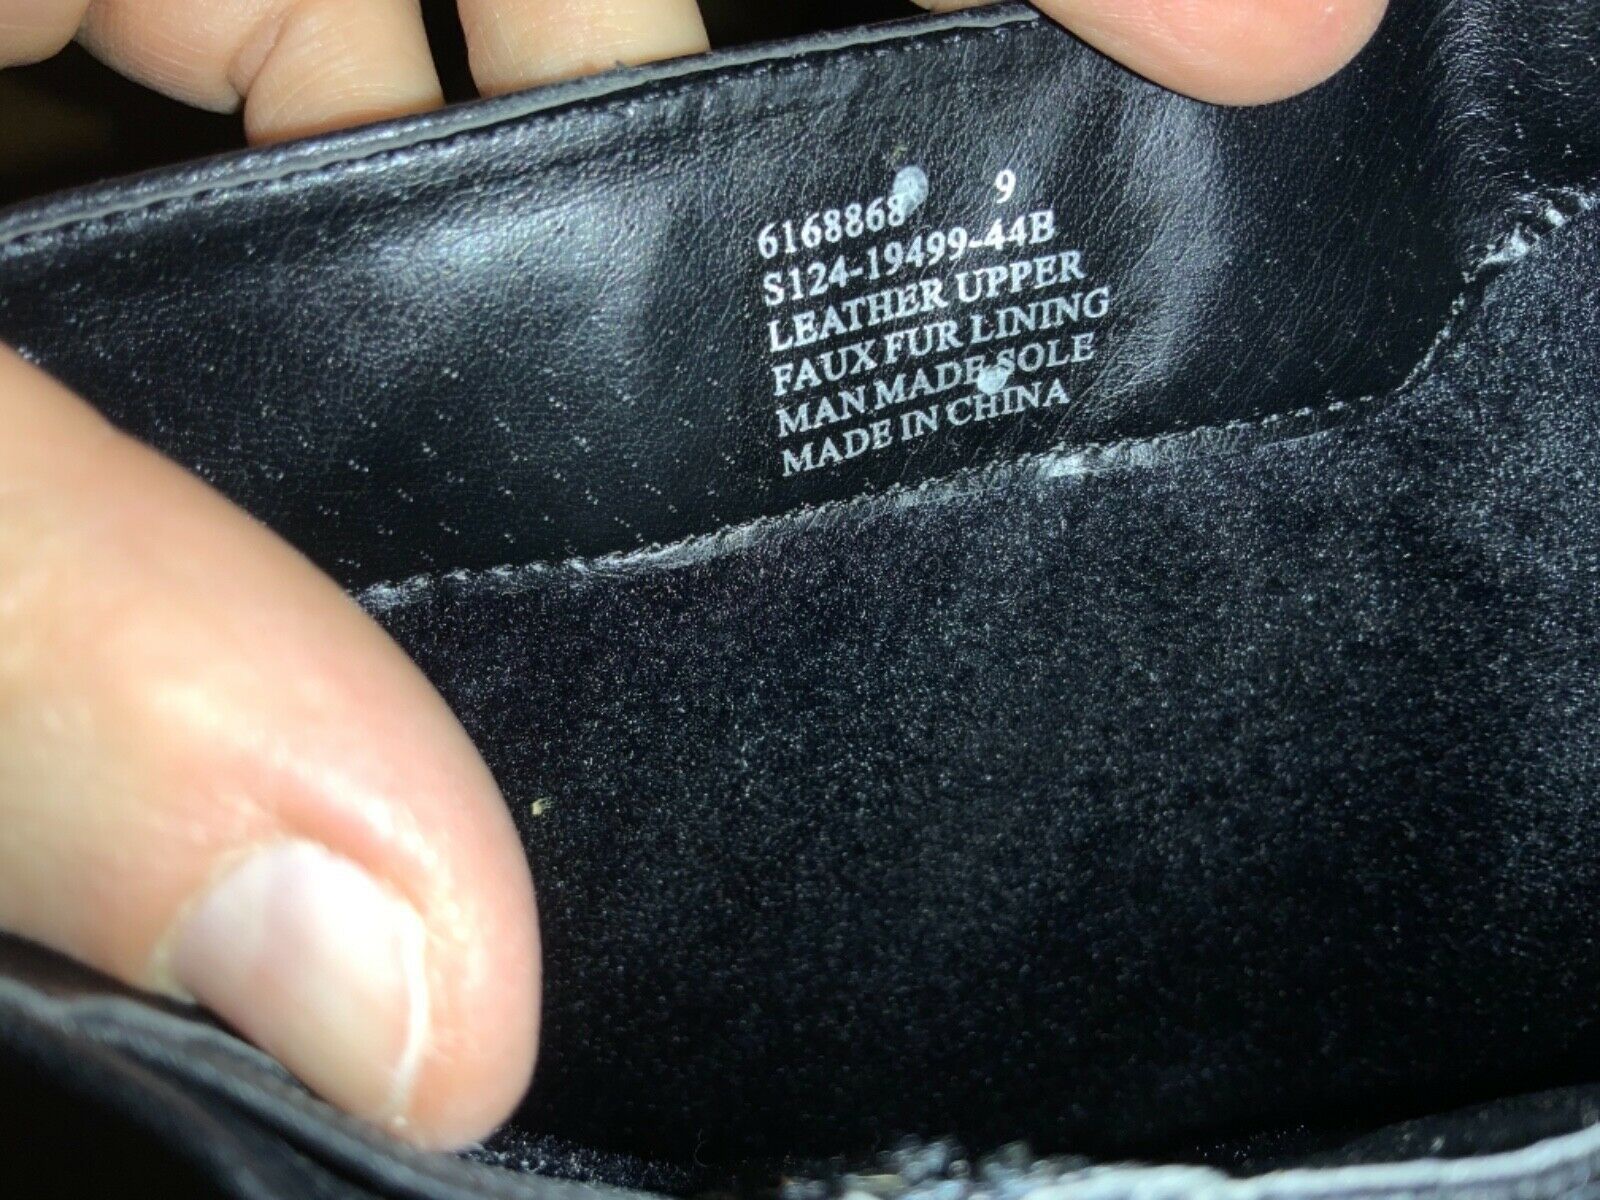 6168868 9
S124-19499-44B
LEATHER UPPER
FAUX FUR LINING
MAN MADE SOLE
MADE IN CHINA